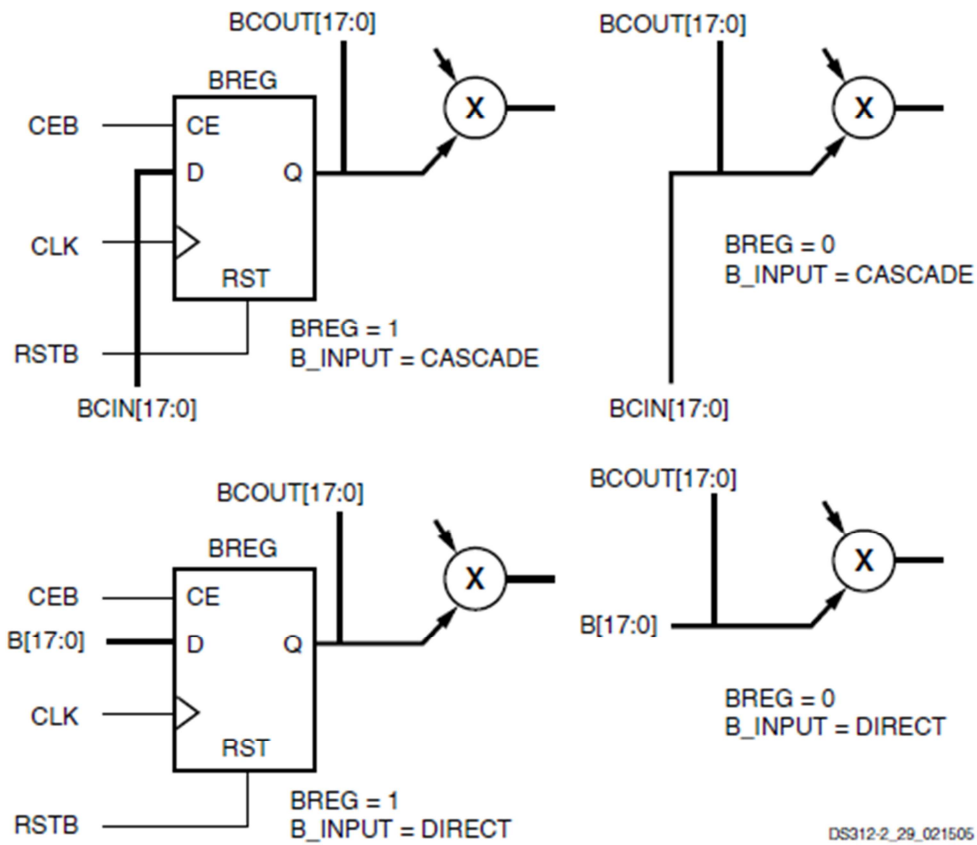 BCOUT[17:0]
BREG
X
CEB
CE
D
Q
CLK
RST
BREG = 1
RSTB
B_INPUT = CASCADE
BCIN[17:0]
BCOUT[17:0]
X
BREG = 0
B_INPUT = CASCADE
BCIN[17:0]
BCOUT[17:0]
BREG
X
CEB
CE
B[17:0]
D
Q
CLK
RST
BREG = 1
RSTB
B_INPUT = DIRECT
BCOUT[17:0]
X
B[17:0]
BREG = 0
B_INPUT = DIRECT
DS312-2_29_021505